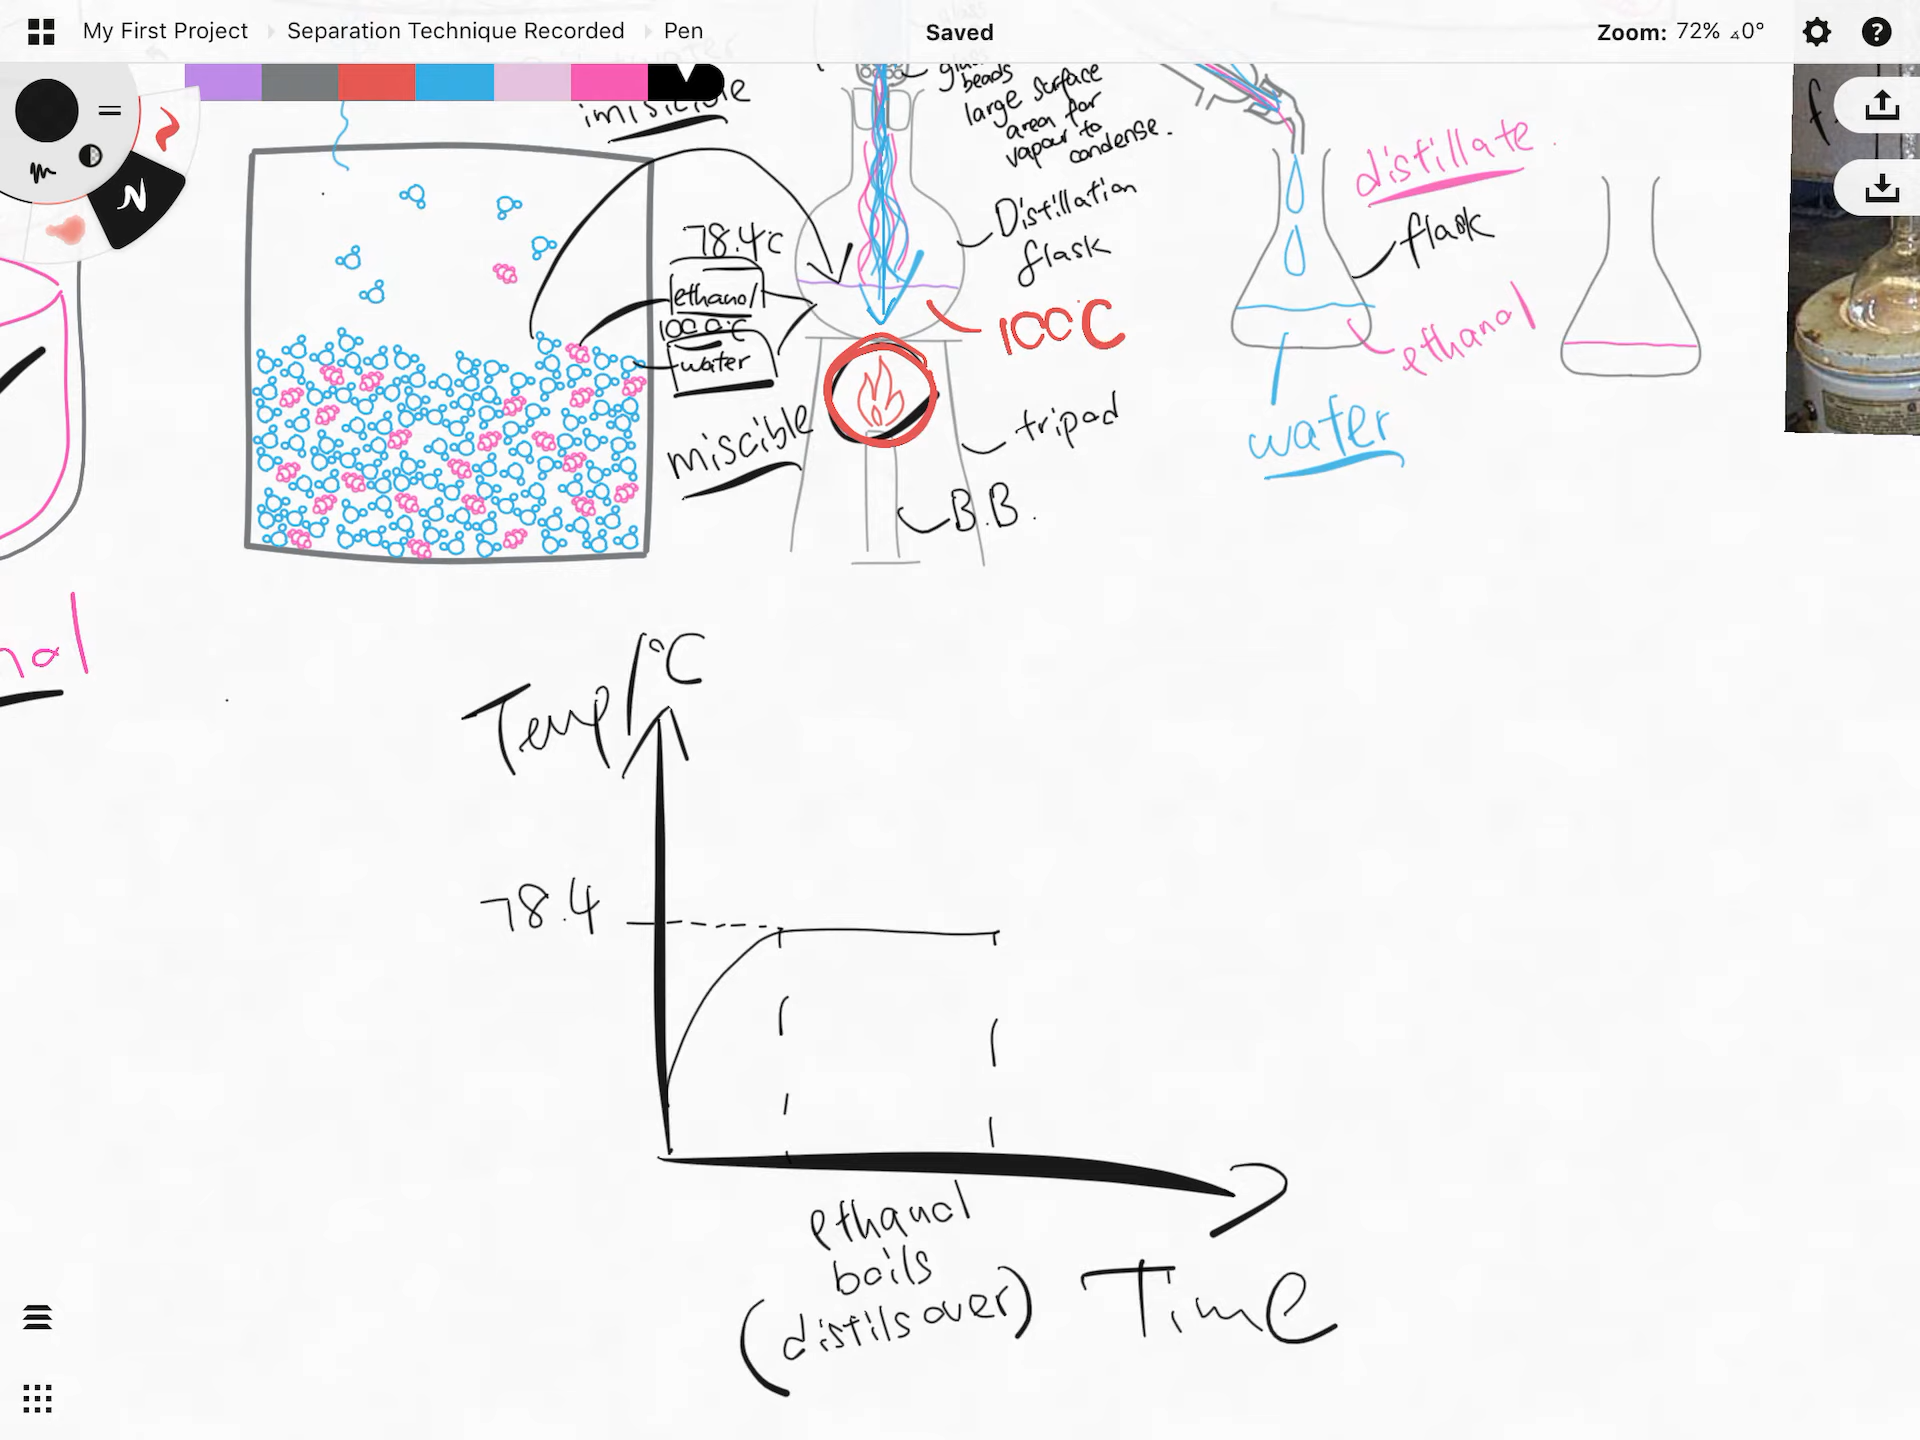 My First Project
Separation Technique Recorded
Pen
Saved
Zoom: 72% ⊿0°
beads
large surface
area for
vapour to
condense.
imiscible
distillate
78.4°C
Distillation
flask
flask
ethanol
100°C
water
100°C
ethanol
miscible
tripod
water
B.B.
Temp/°C
78.4
ethanol
boils
(distils over)
Time